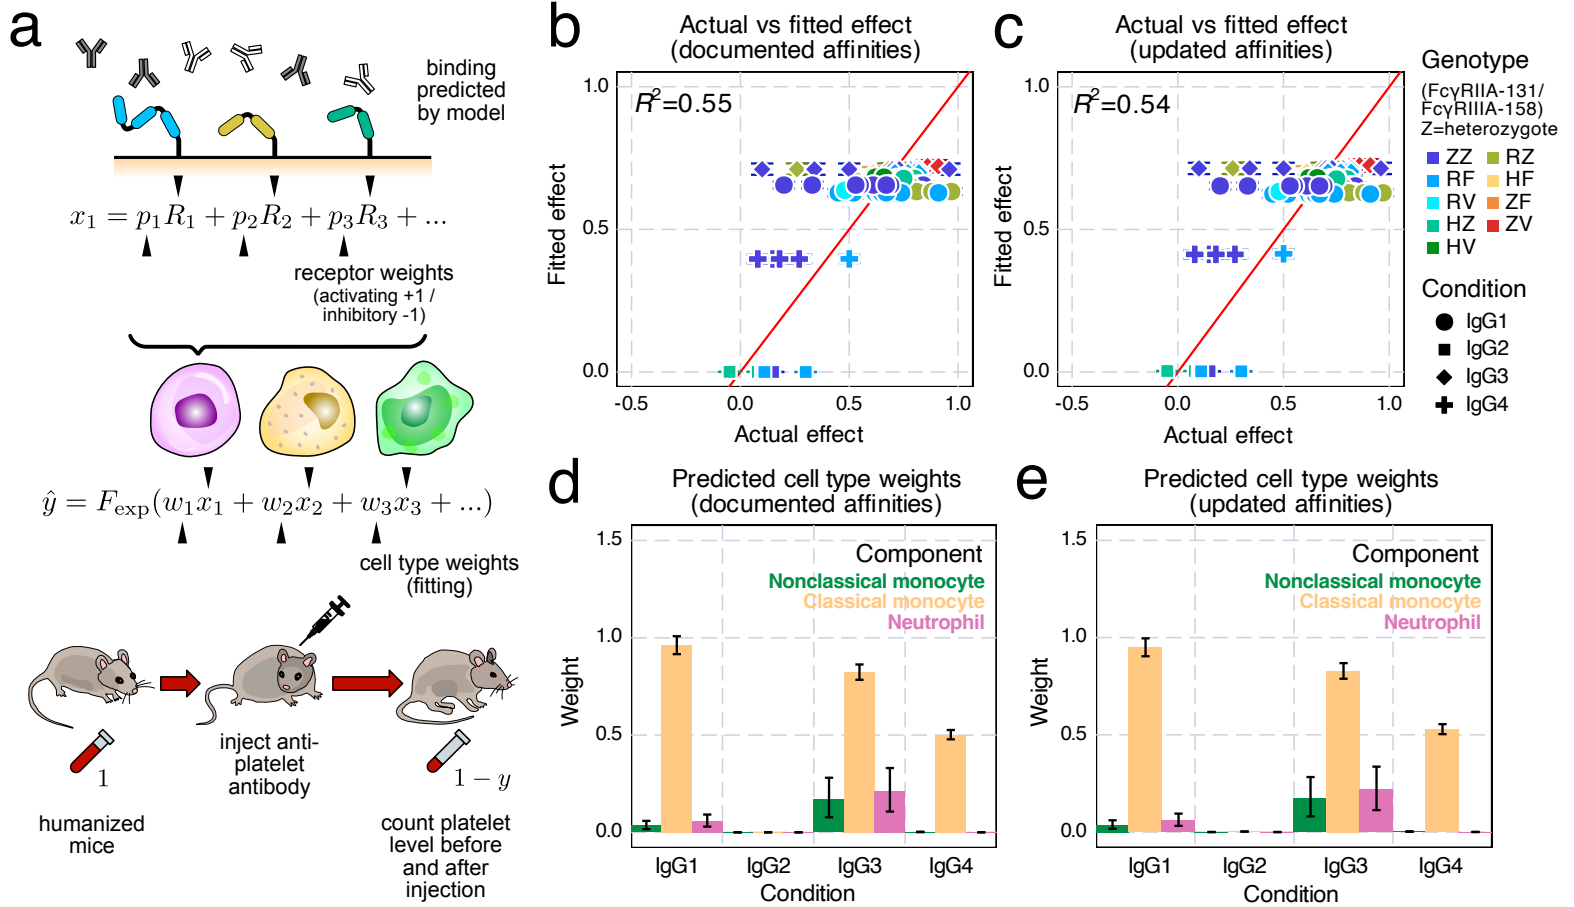 a
binding
predicted
by model
x₁ = p₁R₁ + p₂R₂ + p₃R₃ + ...
receptor weights
(activating +1 /
inhibitory -1)
ŷ = F_exp(w₁x₁ + w₂x₂ + w₃x₃ + ...)
cell type weights
(fitting)
1
inject anti-
platelet
antibody
1 − y
humanized
mice
count platelet
level before
and after
injection
b
Actual vs fitted effect
(documented affinities)
R²=0.55
1.0
0.5
0.0
Fitted effect
-0.5
0.0
0.5
1.0
Actual effect
c
Actual vs fitted effect
(updated affinities)
R²=0.54
1.0
0.5
0.0
Fitted effect
-0.5
0.0
0.5
1.0
Actual effect
Genotype
(FcγRIIA-131/
FcγRIIIA-158)
Z=heterozygote
ZZ
RF
RV
HZ
HV
RZ
HF
ZF
ZV
Condition
IgG1
IgG2
IgG3
IgG4
d
Predicted cell type weights
(documented affinities)
Component
Nonclassical monocyte
Classical monocyte
Neutrophil
1.5
1.0
0.5
0.0
Weight
IgG1
IgG2
IgG3
IgG4
Condition
e
Predicted cell type weights
(updated affinities)
Component
Nonclassical monocyte
Classical monocyte
Neutrophil
1.5
1.0
0.5
0.0
Weight
IgG1
IgG2
IgG3
IgG4
Condition